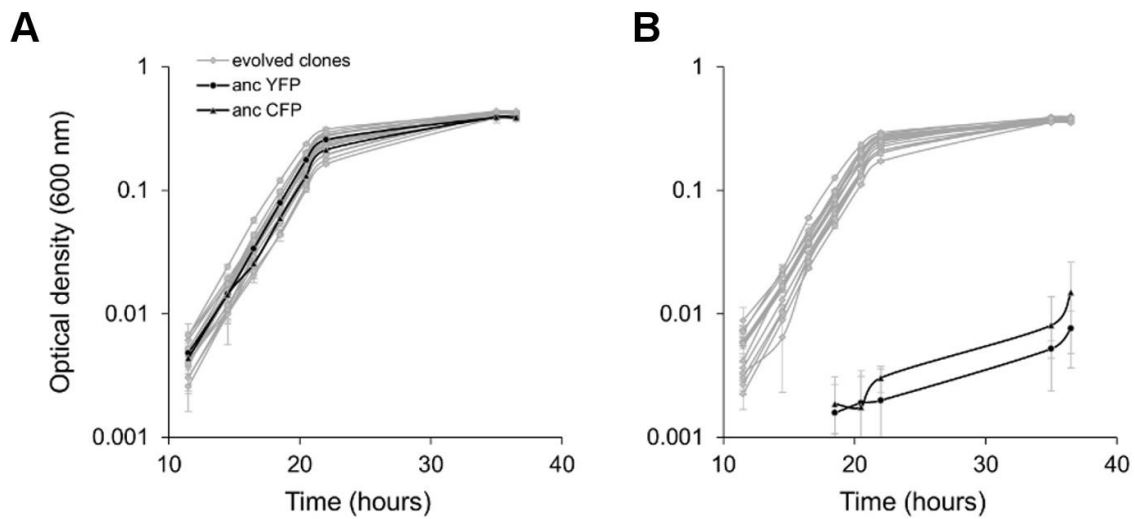 A
B
evolved clones
anc YFP
anc CFP
1
0.1
0.01
0.001
10
20
30
40
Optical density (600 nm)
Time (hours)
1
0.1
0.01
0.001
10
20
30
40
Time (hours)